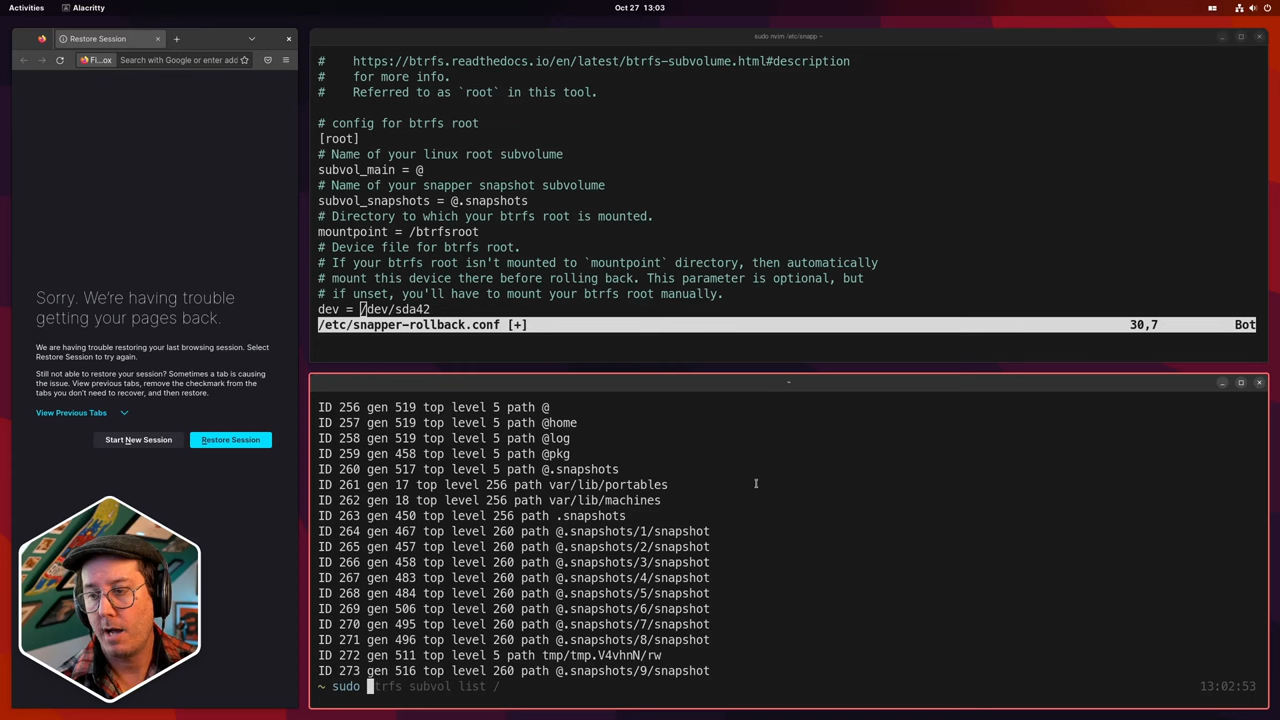 Activities
Alacritty
Oct 27 13:03
Restore Session
Fi...ox
Search with Google or enter add
Sorry. We're having trouble
getting your pages back.
We are having trouble restoring your last browsing session. Select
Restore Session to try again.
Still not able to restore your session? Sometimes a tab is causing
the issue. View previous tabs, remove the checkmark from the
tabs you don't need to recover, and then restore.
View Previous Tabs
Start New Session
Restore Session
sudo nvim /etc/snapp ~
# https://btrfs.readthedocs.io/en/latest/btrfs-subvolume.html#description
# for more info.
# Referred to as `root` in this tool.
# config for btrfs root
[root]
# Name of your linux root subvolume
subvol_main = @
# Name of your snapper snapshot subvolume
subvol_snapshots = @.snapshots
# Directory to which your btrfs root is mounted.
mountpoint = /btrfsroot
# Device file for btrfs root.
# If your btrfs root isn't mounted to `mountpoint` directory, then automatically
# mount this device there before rolling back. This parameter is optional, but
# if unset, you'll have to mount your btrfs root manually.
dev = /dev/sda42
/etc/snapper-rollback.conf [+] 30,7 Bot
~
ID 256 gen 519 top level 5 path @
ID 257 gen 519 top level 5 path @home
ID 258 gen 519 top level 5 path @log
ID 259 gen 458 top level 5 path @pkg
ID 260 gen 517 top level 5 path @.snapshots
ID 261 gen 17 top level 256 path var/lib/portables
ID 262 gen 18 top level 256 path var/lib/machines
ID 263 gen 450 top level 256 path .snapshots
ID 264 gen 467 top level 260 path @.snapshots/1/snapshot
ID 265 gen 457 top level 260 path @.snapshots/2/snapshot
ID 266 gen 458 top level 260 path @.snapshots/3/snapshot
ID 267 gen 483 top level 260 path @.snapshots/4/snapshot
ID 268 gen 484 top level 260 path @.snapshots/5/snapshot
ID 269 gen 506 top level 260 path @.snapshots/6/snapshot
ID 270 gen 495 top level 260 path @.snapshots/7/snapshot
ID 271 gen 496 top level 260 path @.snapshots/8/snapshot
ID 272 gen 511 top level 5 path tmp/tmp.V4vhnN/rw
ID 273 gen 516 top level 260 path @.snapshots/9/snapshot
~ sudo btrfs subvol list / 13:02:53